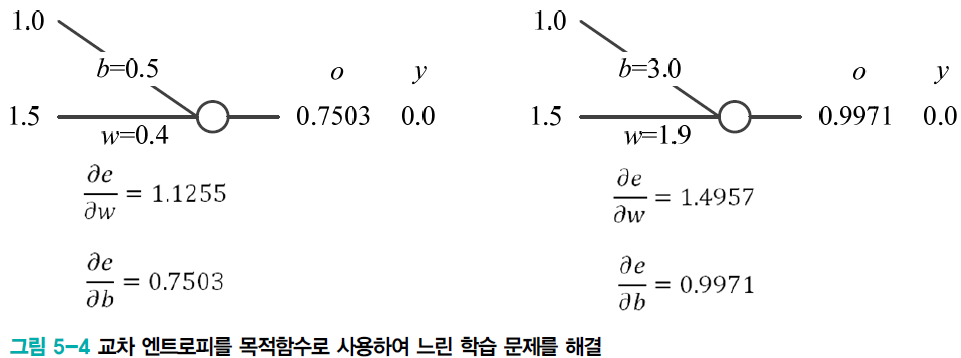 1.0
b=0.5
o y
1.5
w=0.4
0.7503 0.0
∂e/∂w = 1.1255
∂e/∂b = 0.7503
1.0
b=3.0
o y
1.5
w=1.9
0.9971 0.0
∂e/∂w = 1.4957
∂e/∂b = 0.9971
그림 5-4 교차 엔트로피를 목적함수로 사용하여 느린 학습 문제를 해결